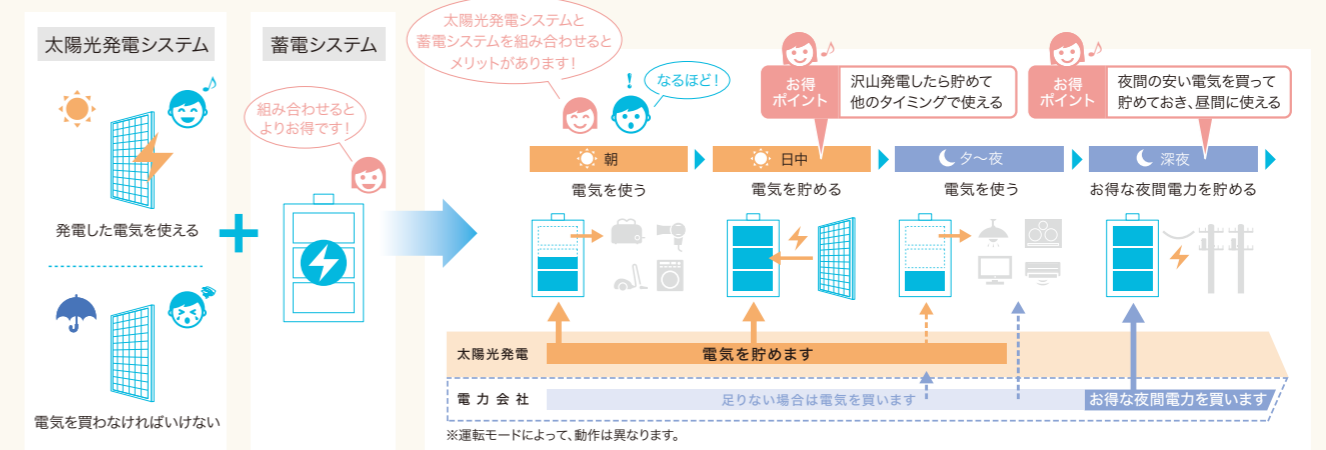 太陽光発電システム
発電した電気を使える
電気を買わなければいけない
蓄電システム
組み合わせると
よりお得です!
太陽光発電システムと
蓄電システムを組み合わせると
メリットがあります!
!
なるほど!
お得
ポイント
沢山発電したら貯めて
他のタイミングで使える
お得
ポイント
夜間の安い電気を買って
貯めておき、昼間に使える
朝
日中
夕〜夜
深夜
電気を使う
電気を貯める
電気を使う
お得な夜間電力を貯める
太陽光発電
電気を貯めます
電力会社
足りない場合は電気を買います
お得な夜間電力を買います
※運転モードによって、動作は異なります。